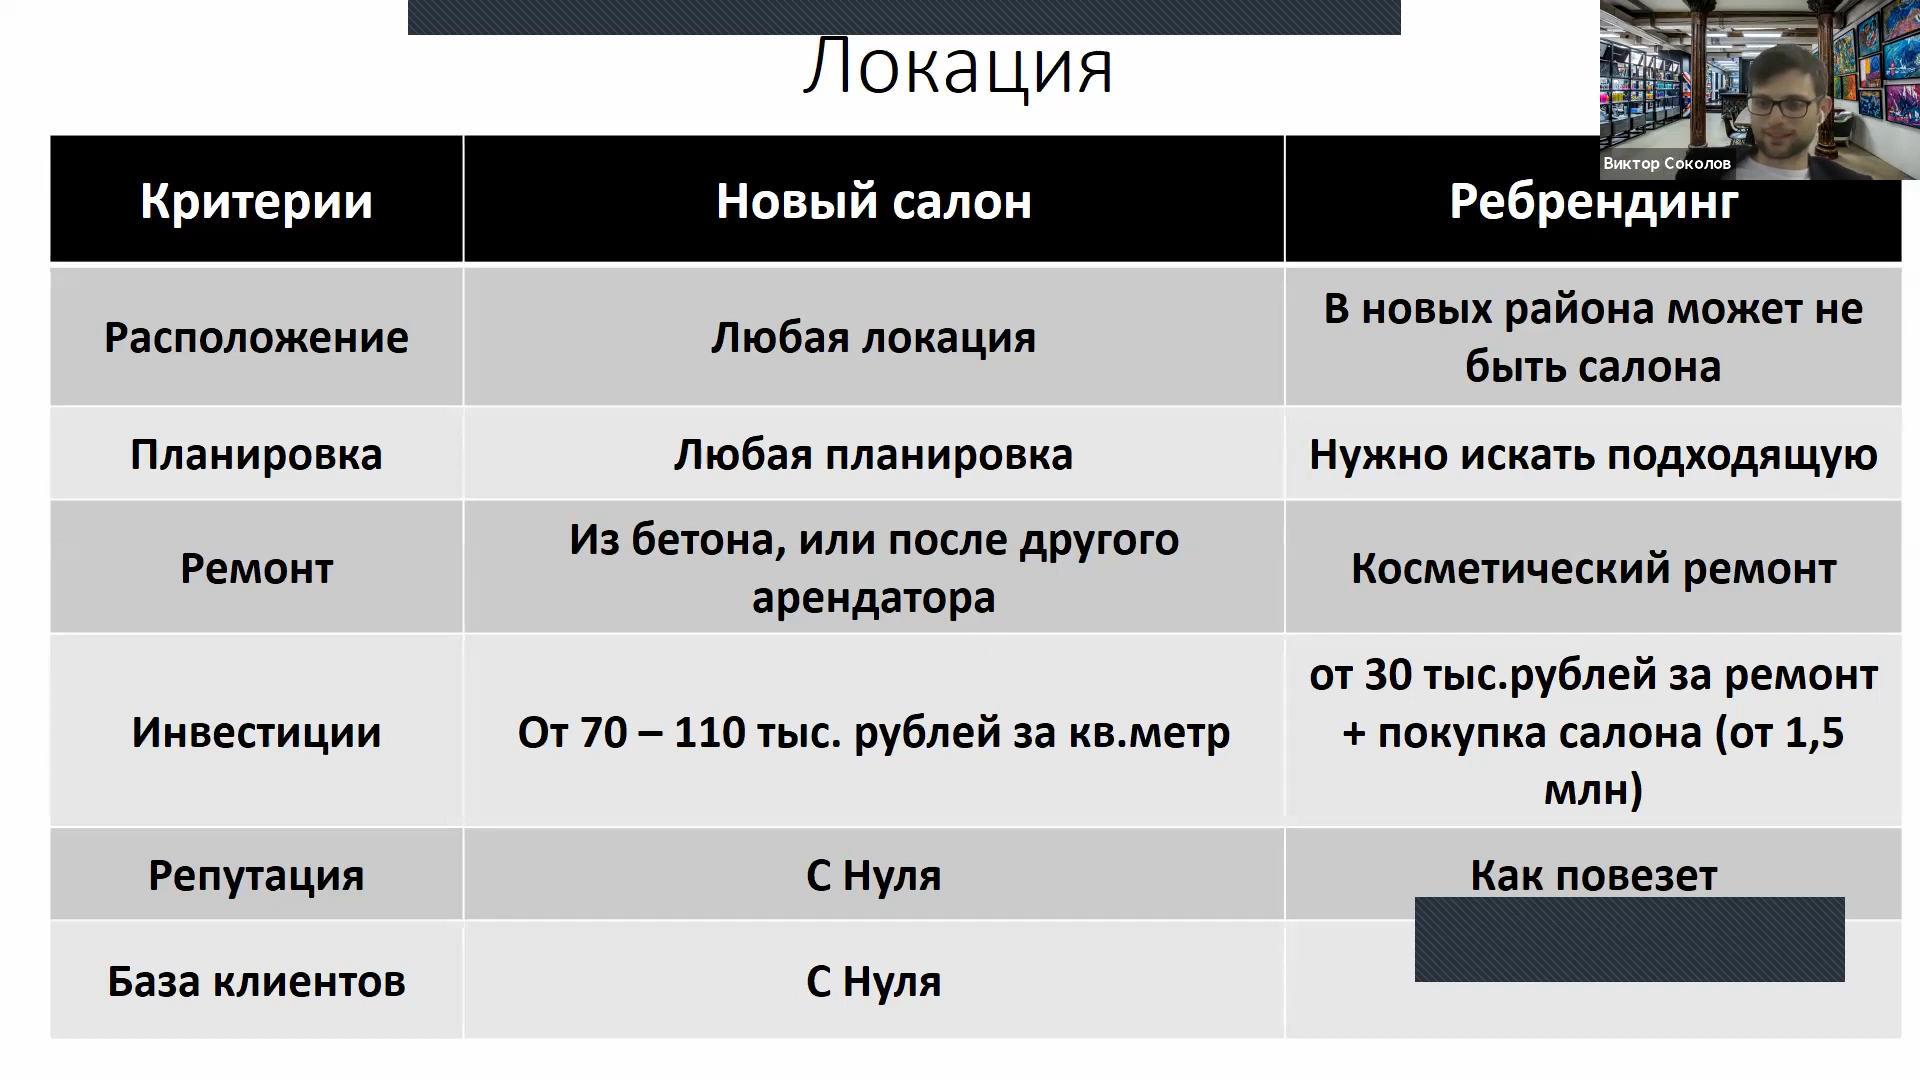 Локация
Виктор Соколов
Критерии
Новый салон
Ребрендинг
Расположение
Любая локация
В новых района может не
быть салона
Планировка
Любая планировка
Нужно искать подходящую
Ремонт
Из бетона, или после другого
арендатора
Косметический ремонт
Инвестиции
От 70 – 110 тыс. рублей за кв.метр
от 30 тыс.рублей за ремонт
+ покупка салона (от 1,5
млн)
Репутация
С Нуля
Как повезет
База клиентов
С Нуля